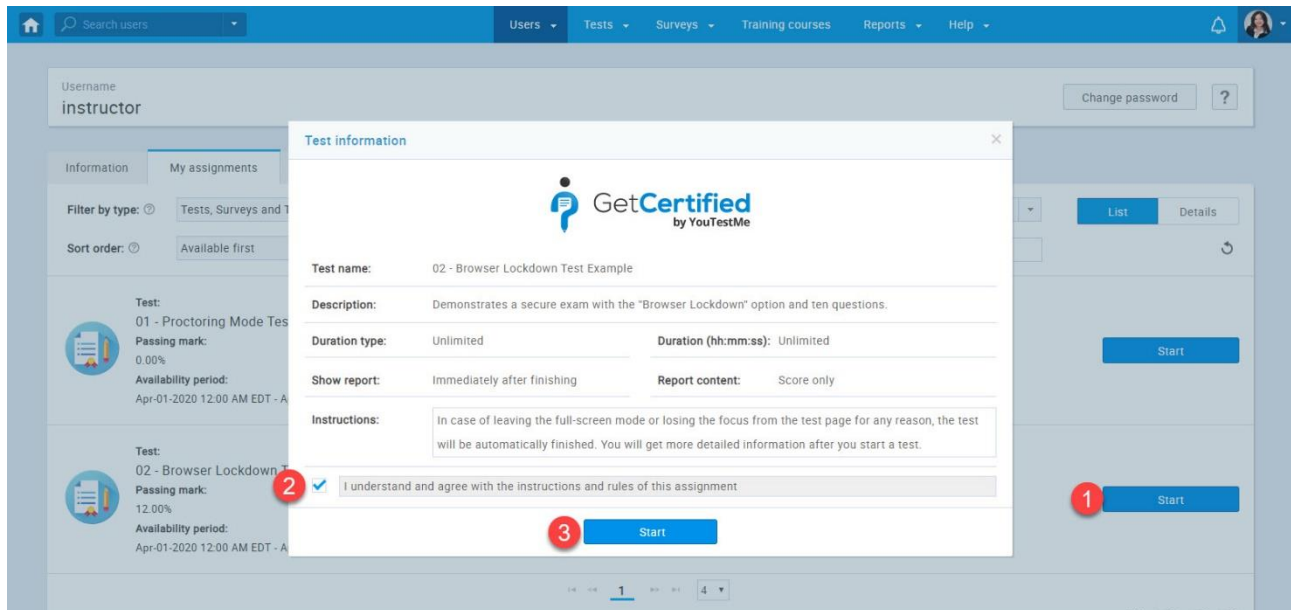 Search users
Users Tests Surveys Training courses Reports Help
Username
instructor
Change password ?
Information My assignments
Filter by type: ? Tests, Surveys and
List Details
Sort order: ? Available first
Test:
01 - Proctoring Mode Tes
Passing mark:
0.00%
Availability period:
Apr-01-2020 12:00 AM EDT - A
Start
Test:
02 - Browser Lockdown T
Passing mark:
12.00%
Availability period:
Apr-01-2020 12:00 AM EDT - A
1 Start
Test information
GetCertified
by YouTestMe
Test name: 02 - Browser Lockdown Test Example
Description: Demonstrates a secure exam with the "Browser Lockdown" option and ten questions.
Duration type: Unlimited Duration (hh:mm:ss): Unlimited
Show report: Immediately after finishing Report content: Score only
Instructions: In case of leaving the full-screen mode or losing the focus from the test page for any reason, the test
will be automatically finished. You will get more detailed information after you start a test.
2 I understand and agree with the instructions and rules of this assignment
3 Start
1 4